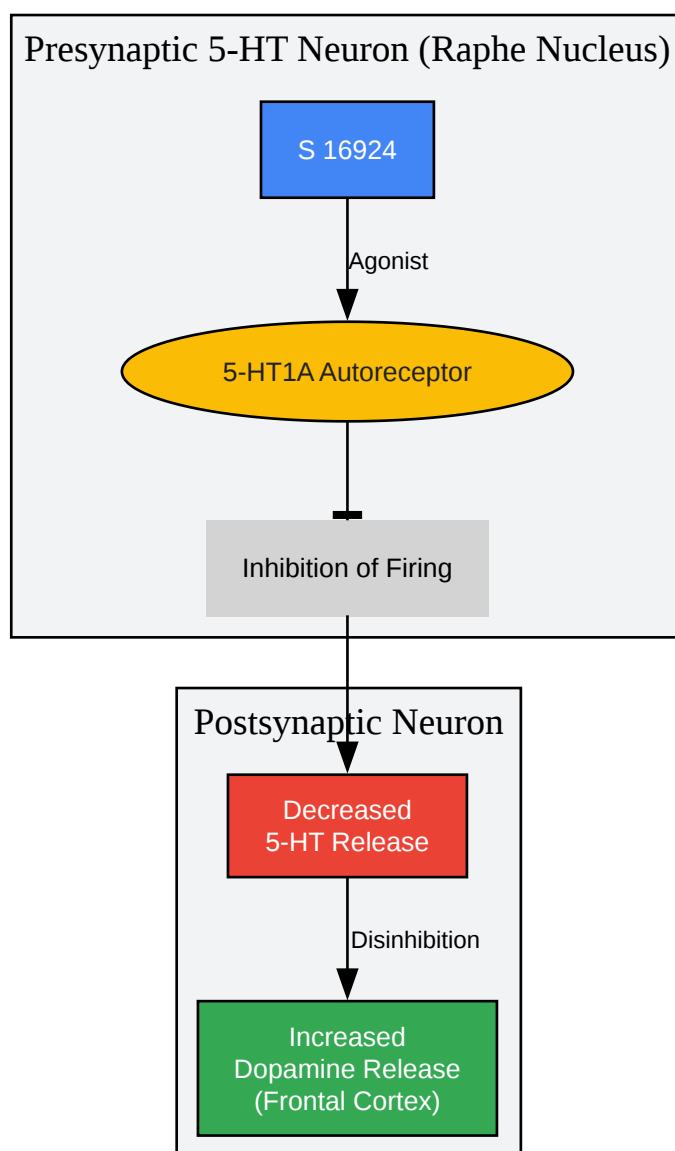 Presynaptic 5-HT Neuron (Raphe Nucleus)
S 16924
Agonist
5-HT1A Autoreceptor
Inhibition of Firing
Postsynaptic Neuron
Decreased
5-HT Release
Disinhibition
Increased
Dopamine Release
(Frontal Cortex)